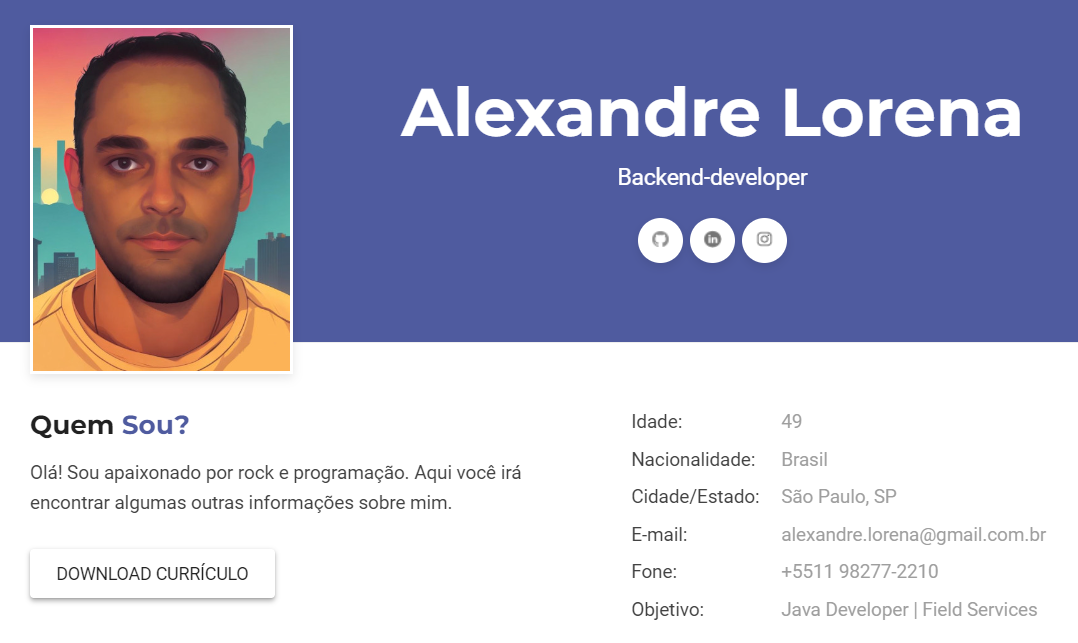 Alexandre Lorena
Backend-developer
Quem Sou?
Olá! Sou apaixonado por rock e programação. Aqui você irá
encontrar algumas outras informações sobre mim.
DOWNLOAD CURRÍCULO
Idade: 49
Nacionalidade: Brasil
Cidade/Estado: São Paulo, SP
E-mail: alexandre.lorena@gmail.com.br
Fone: +5511 98277-2210
Objetivo: Java Developer | Field Services